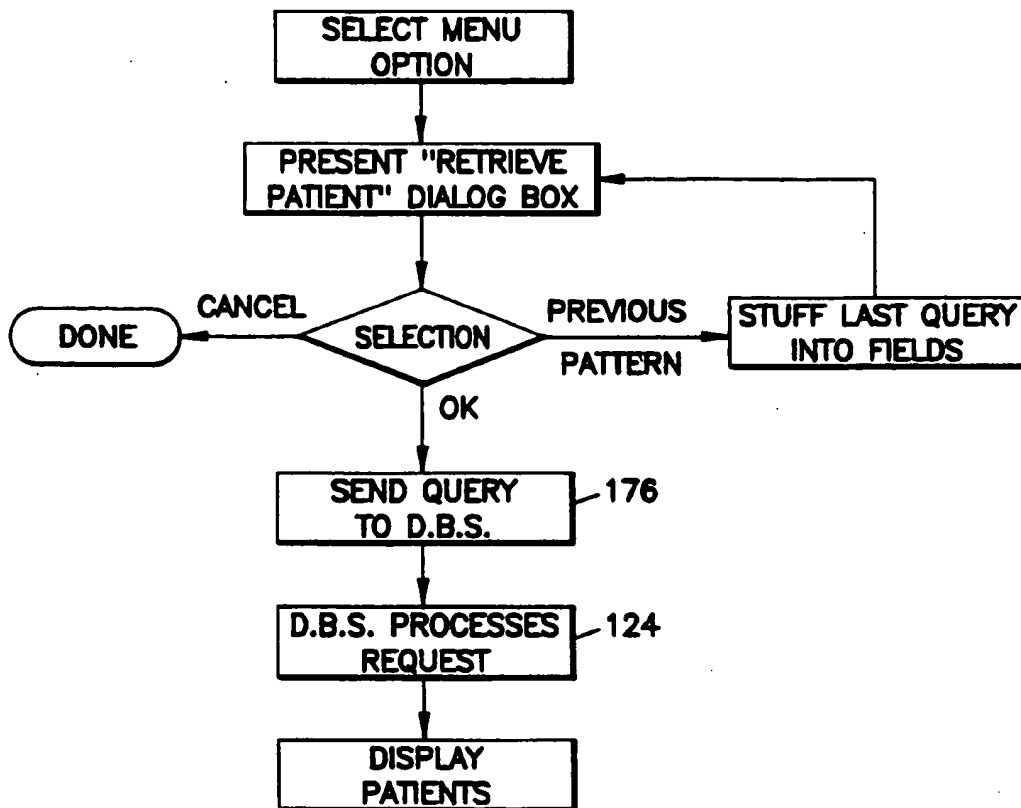 SELECT MENU
OPTION
PRESENT "RETRIEVE
PATIENT" DIALOG BOX
CANCEL
DONE
SELECTION
PREVIOUS
PATTERN
STUFF LAST QUERY
INTO FIELDS
OK
SEND QUERY
TO D.B.S.
176
D.B.S. PROCESSES
REQUEST
124
DISPLAY
PATIENTS